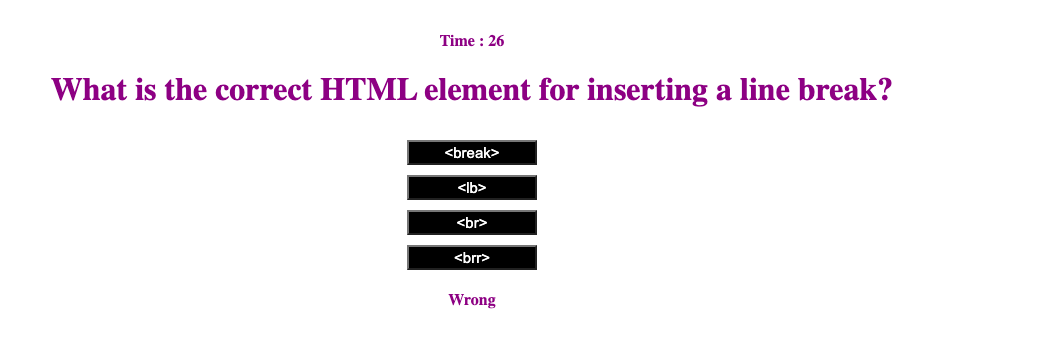 Time : 26
What is the correct HTML element for inserting a line break?
<break>
<lb>
<br>
<brr>
Wrong